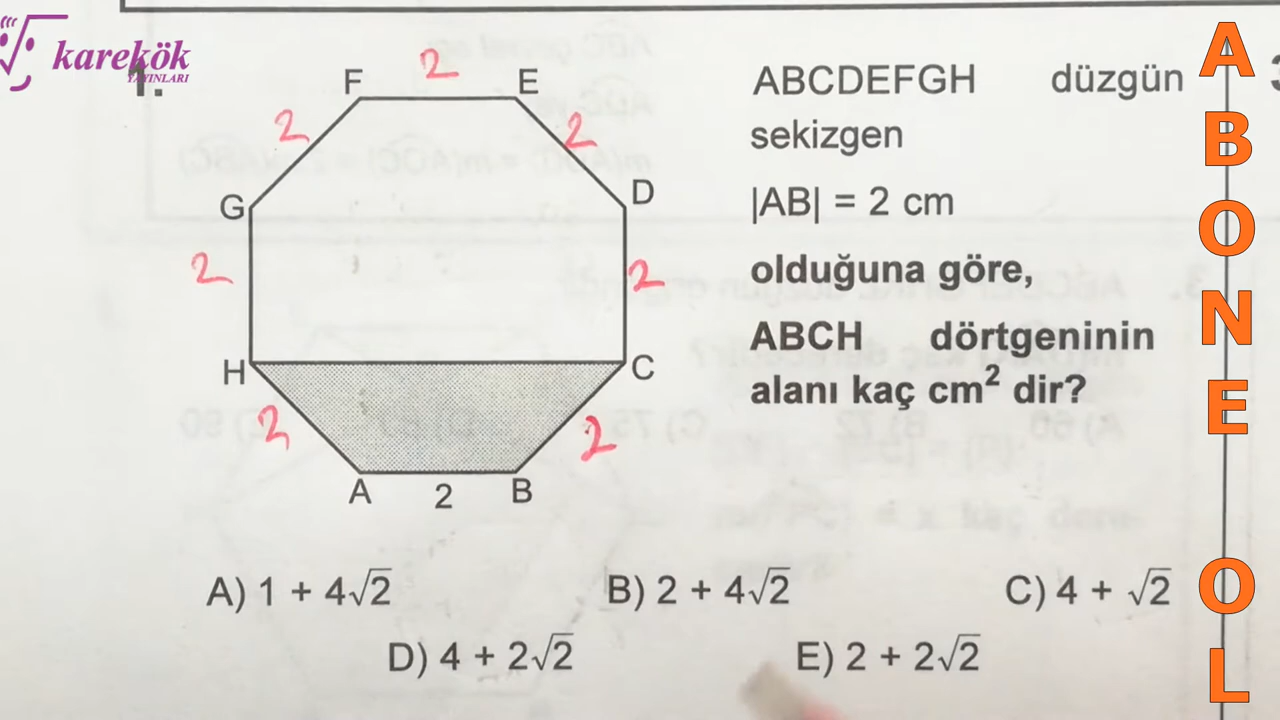 karekök
YAYINLARI
1.
F 2 E
2 2
G D
2 2
H C
2 2
A 2 B
ABCDEFGH düzgün
sekizgen
|AB| = 2 cm
olduğuna göre,
ABCH dörtgeninin
alanı kaç cm² dir?
A) 1 + 4√2 B) 2 + 4√2 C) 4 + √2
D) 4 + 2√2 E) 2 + 2√2
3
A
B
O
N
E
O
L